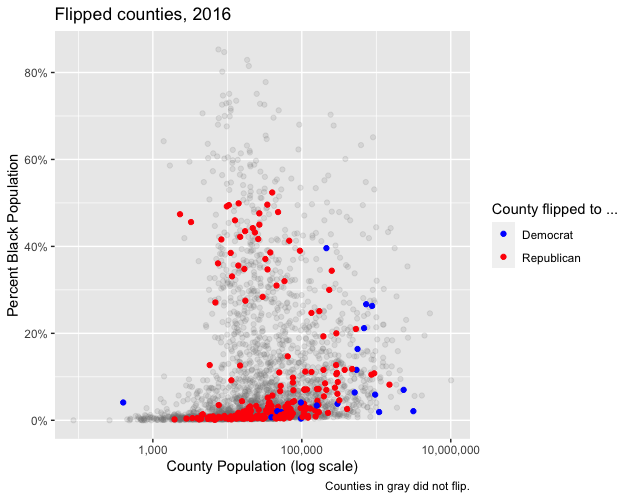 Flipped counties, 2016
Percent Black Population
80%
60%
40%
20%
0%
1,000
100,000
10,000,000
County Population (log scale)
County flipped to ...
Democrat
Republican
Counties in gray did not flip.